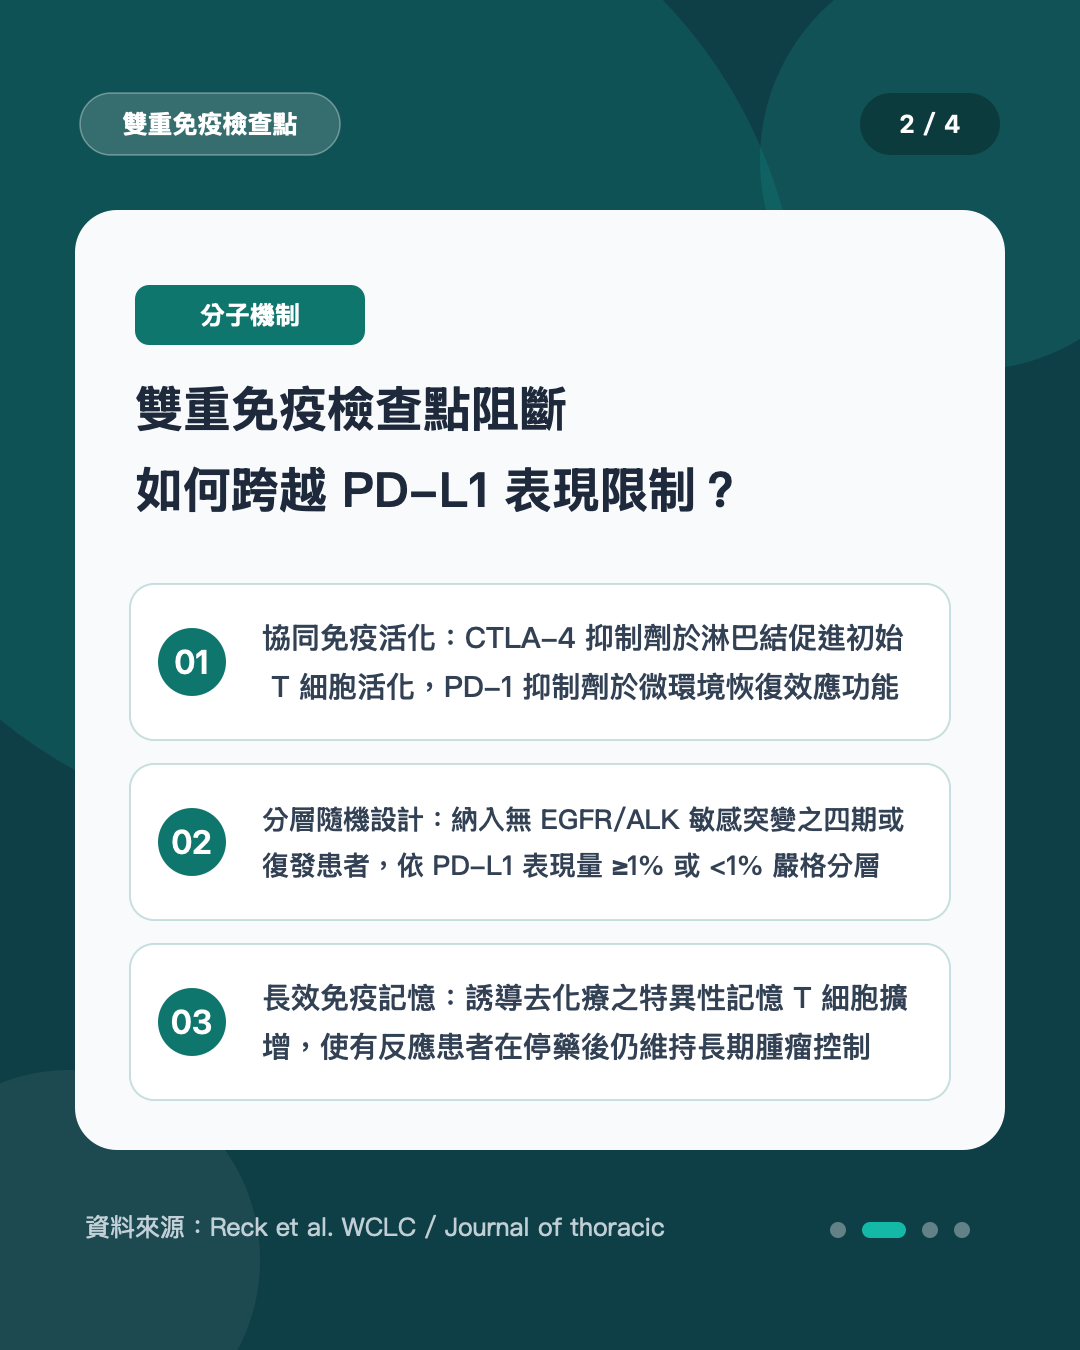 雙重免疫檢查點
2 / 4
分子機制
雙重免疫檢查點阻斷
如何跨越 PD–L1 表現限制？
01
協同免疫活化：CTLA–4 抑制劑於淋巴結促進初始
T 細胞活化，PD–1 抑制劑於微環境恢復效應功能
02
分層隨機設計：納入無 EGFR/ALK 敏感突變之四期或
復發患者，依 PD–L1 表現量 ≥1% 或 <1% 嚴格分層
03
長效免疫記憶：誘導去化療之特異性記憶 T 細胞擴
增，使有反應患者在停藥後仍維持長期腫瘤控制
資料來源：Reck et al. WCLC / Journal of thoracic